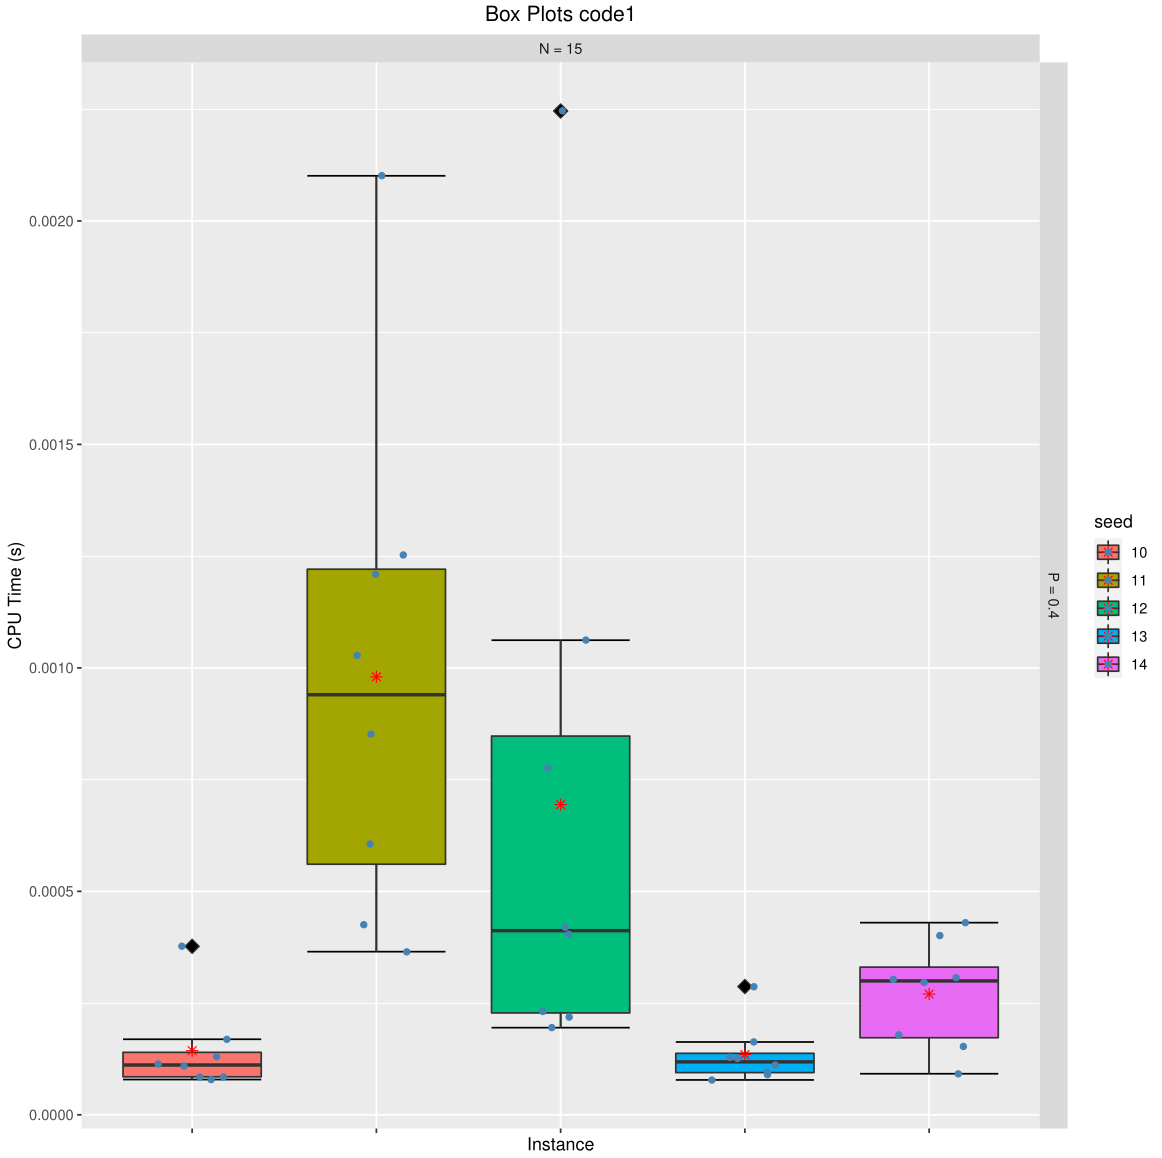 Box Plots code1
N = 15
0.0020
0.0015
0.0010
0.0005
0.0000
CPU Time (s)
Instance
P = 0.4
seed
10
11
12
13
14